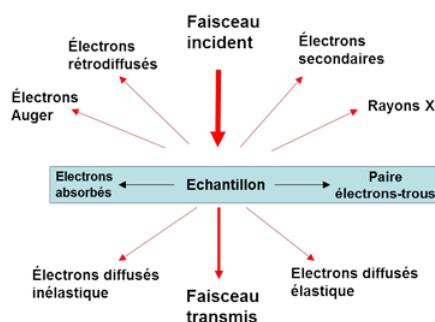 Faisceau
incident
Électrons
rétrodiffusés
Électrons
secondaires
Électrons
Auger
Rayons X
Electrons
absorbés
Echantillon
Paire
électrons-trous
Électrons diffusés
inélastique
Faisceau
transmis
Electrons diffusés
élastique